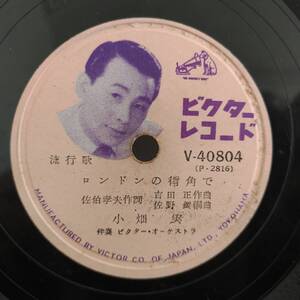 ビクター
レコード
流行歌
V-40804
(P-2816)
ロンドンの街角で
佐伯孝夫作詞 吉田 正作曲
佐野 鋤編曲
小畑 実
伴奏 ビクター・オーケストラ
MANUFACTURED BY VICTOR CO. OF JAPAN, LTD., YOKOHAMA